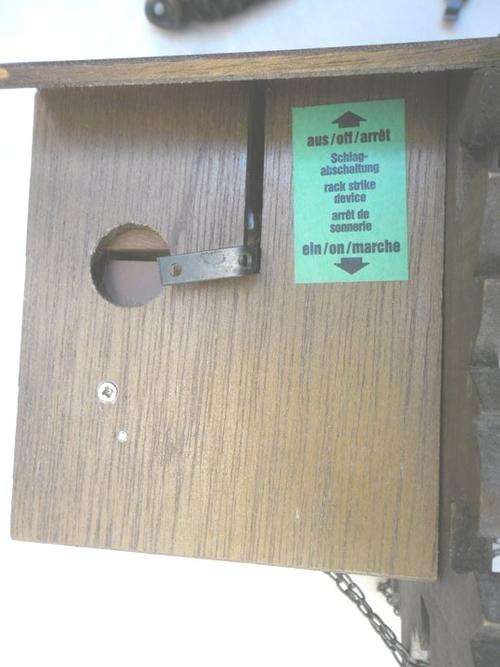 aus/off/arrêt
Schlag-
abschaltung
rack strike
device
arrêt de
sonnerie
ein/on/marche